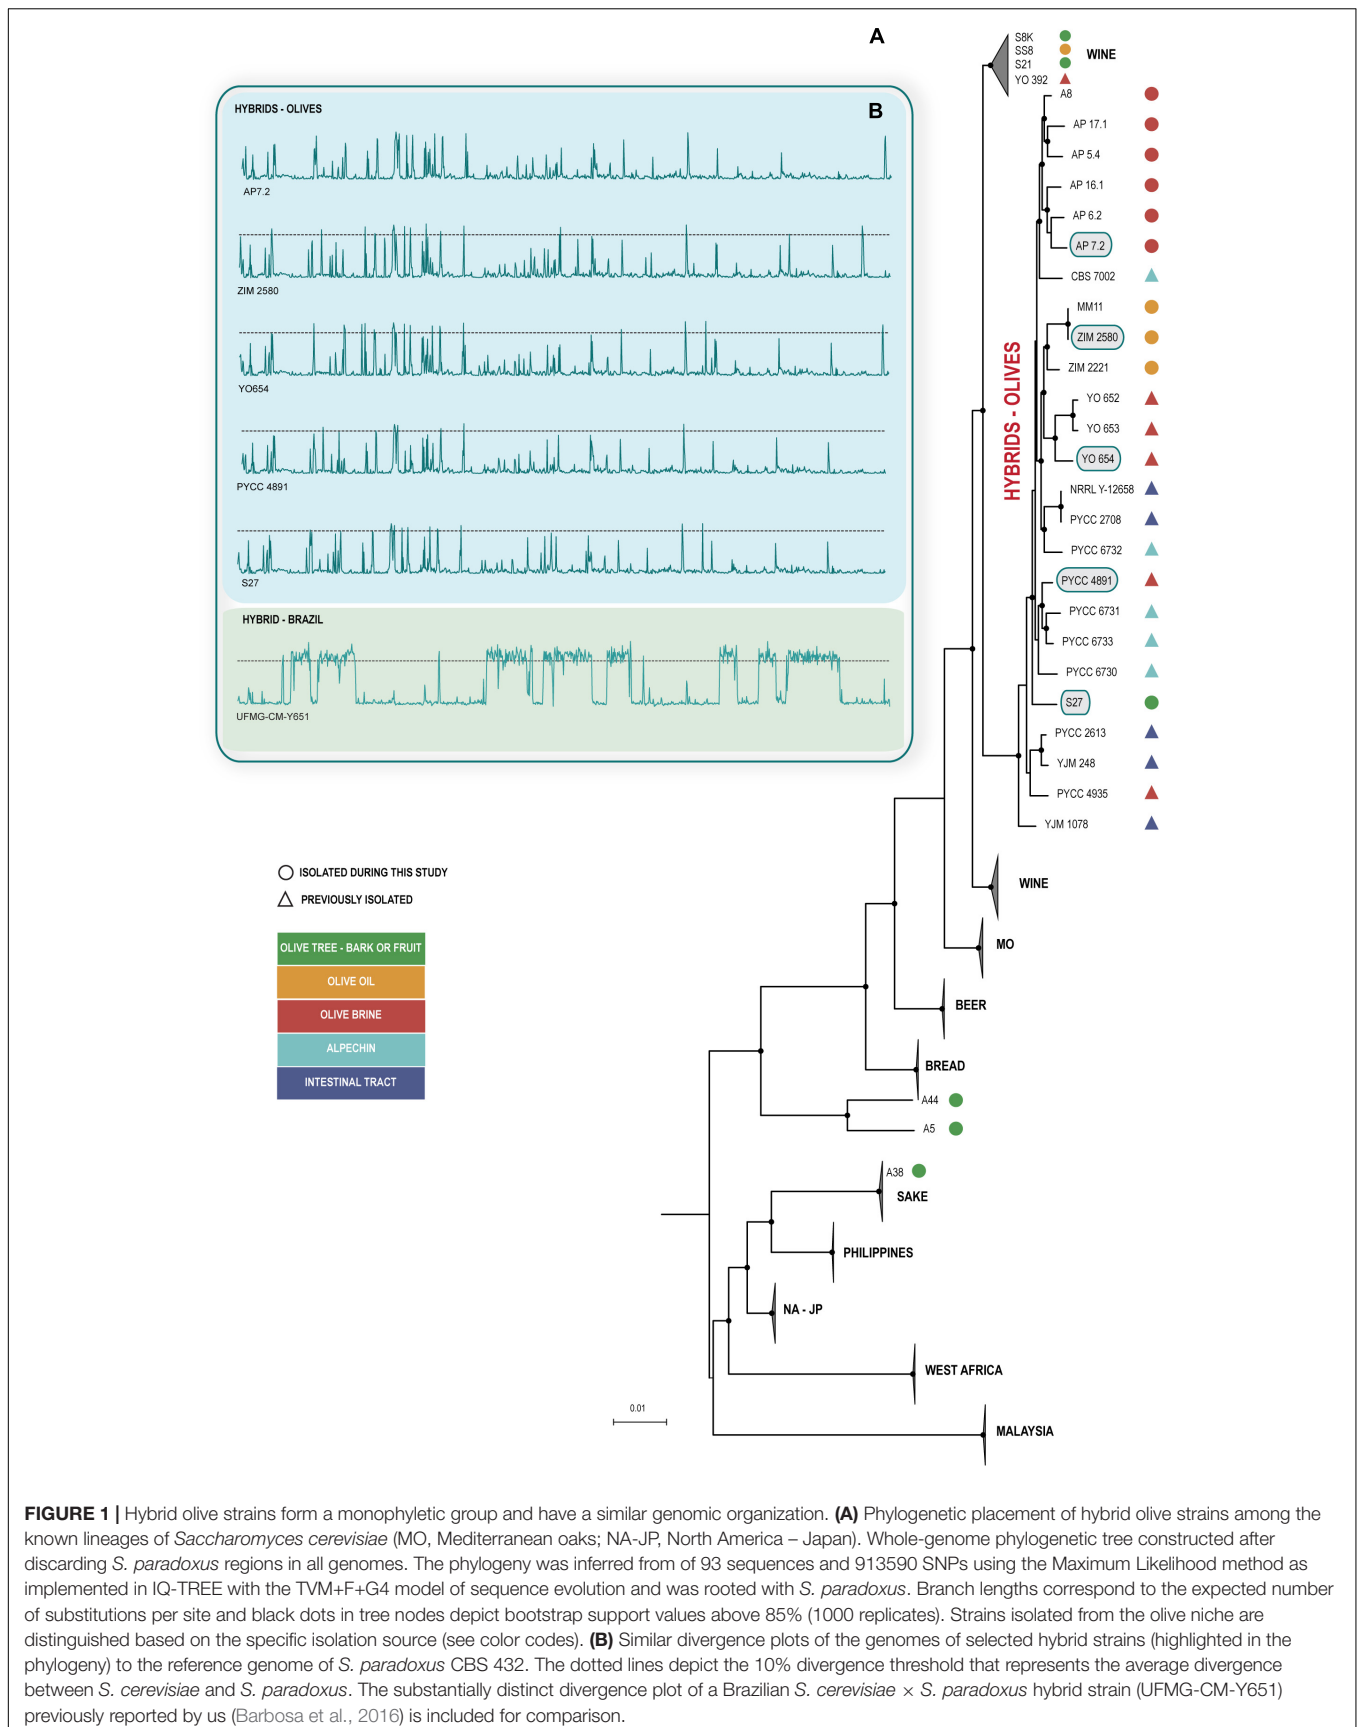 A
S8K
SS8
S21
YO 392
WINE
B
HYBRIDS - OLIVES
AP7.2
ZIM 2580
YO654
PYCC 4891
S27
HYBRID - BRAZIL
UFMG-CM-Y651
HYBRIDS - OLIVES
A8
AP 17.1
AP 5.4
AP 16.1
AP 6.2
AP 7.2
CBS 7002
MM11
ZIM 2580
ZIM 2221
YO 652
YO 653
YO 654
NRRL Y-12658
PYCC 2708
PYCC 6732
PYCC 4891
PYCC 6731
PYCC 6733
PYCC 6730
S27
PYCC 2613
YJM 248
PYCC 4935
YJM 1078
WINE
MO
BEER
BREAD
A44
A5
A38
SAKE
PHILIPPINES
NA - JP
WEST AFRICA
MALAYSIA
ISOLATED DURING THIS STUDY
PREVIOUSLY ISOLATED
OLIVE TREE - BARK OR FRUIT
OLIVE OIL
OLIVE BRINE
ALPECHIN
INTESTINAL TRACT
0.01
FIGURE 1 | Hybrid olive strains form a monophyletic group and have a similar genomic organization. (A) Phylogenetic placement of hybrid olive strains among the
known lineages of Saccharomyces cerevisiae (MO, Mediterranean oaks; NA-JP, North America – Japan). Whole-genome phylogenetic tree constructed after
discarding S. paradoxus regions in all genomes. The phylogeny was inferred from of 93 sequences and 913590 SNPs using the Maximum Likelihood method as
implemented in IQ-TREE with the TVM+F+G4 model of sequence evolution and was rooted with S. paradoxus. Branch lengths correspond to the expected number
of substitutions per site and black dots in tree nodes depict bootstrap support values above 85% (1000 replicates). Strains isolated from the olive niche are
distinguished based on the specific isolation source (see color codes). (B) Similar divergence plots of the genomes of selected hybrid strains (highlighted in the
phylogeny) to the reference genome of S. paradoxus CBS 432. The dotted lines depict the 10% divergence threshold that represents the average divergence
between S. cerevisiae and S. paradoxus. The substantially distinct divergence plot of a Brazilian S. cerevisiae × S. paradoxus hybrid strain (UFMG-CM-Y651)
previously reported by us (Barbosa et al., 2016) is included for comparison.